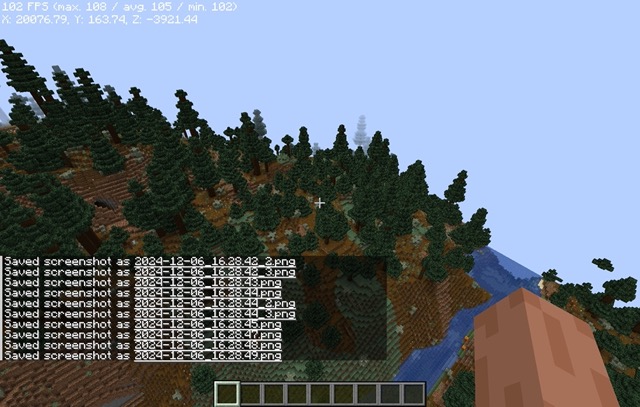 102 FPS (max. 108 / avg. 105 / min. 102)
X: 20076.79, Y: 163.74, Z: -3921.44
Saved screenshot as 2024-12-06_16.28.42_2.png
Saved screenshot as 2024-12-06_16.28.42_3.png
Saved screenshot as 2024-12-06_16.28.43.png
Saved screenshot as 2024-12-06_16.28.44.png
Saved screenshot as 2024-12-06_16.28.44_2.png
Saved screenshot as 2024-12-06_16.28.44_3.png
Saved screenshot as 2024-12-06_16.28.45.png
Saved screenshot as 2024-12-06_16.28.47.png
Saved screenshot as 2024-12-06_16.28.48.png
Saved screenshot as 2024-12-06_16.28.49.png